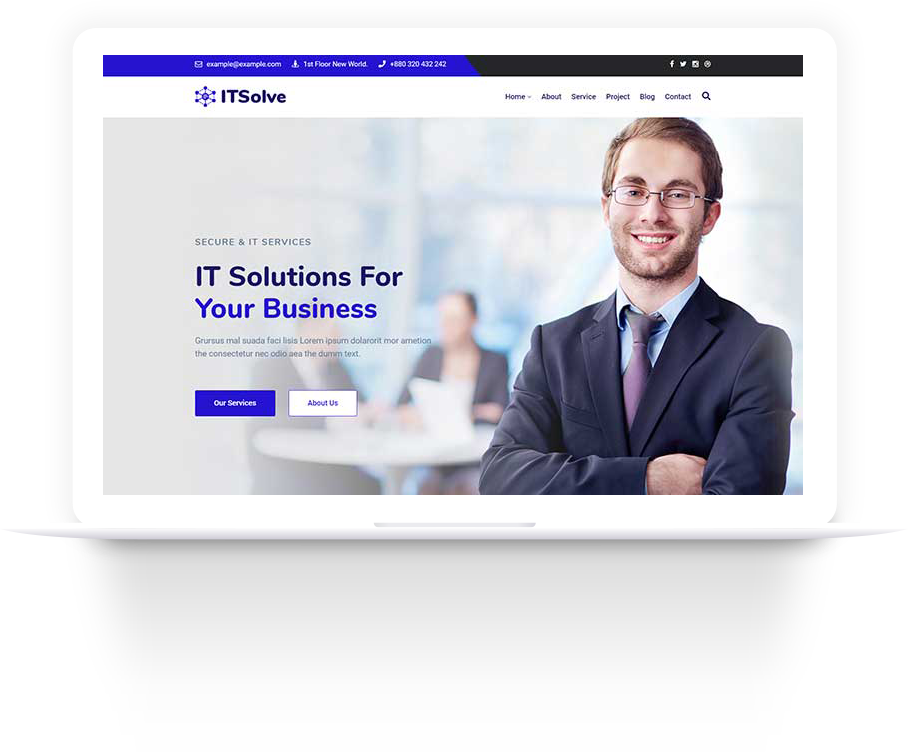 example@example.com 1st Floor New World. +880 320 432 242
ITSolve
Home About Service Project Blog Contact
SECURE & IT SERVICES
IT Solutions For
Your Business
Grursus mal suada faci lisis Lorem ipsum dolarorit mor ametion
the consectetur nec odio aea the dumm text.
Our Services About Us